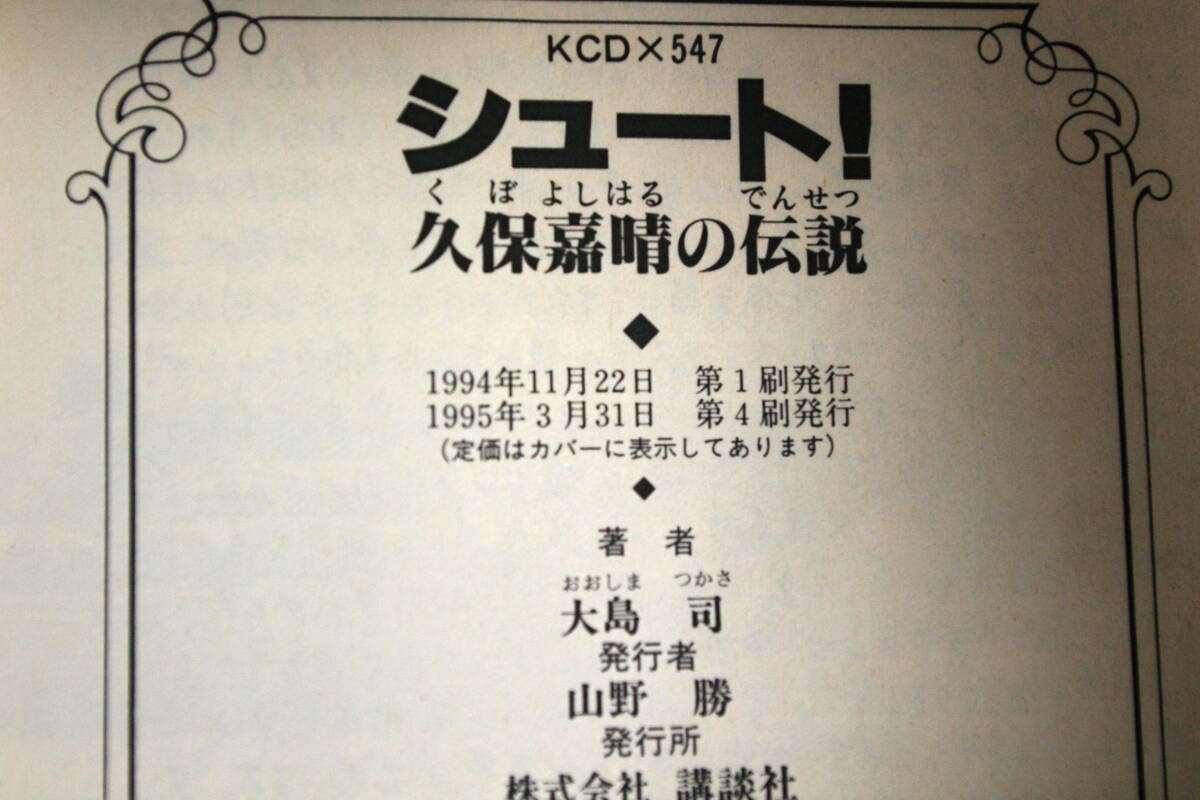 KCD×547
シュート!
くぼよしはる でんせつ
久保嘉晴の伝説
◆
1994年11月22日 第1刷発行
1995年3月31日 第4刷発行
(定価はカバーに表示してあります)
◆
著 者
おおしま つかさ
大島 司
発行者
山野 勝
発行所
株式会社 講談社